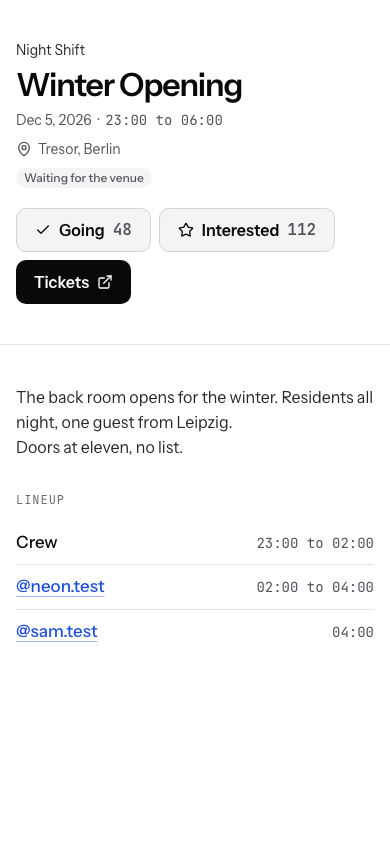 Night Shift
Winter Opening
Dec 5, 2026 · 23:00 to 06:00
Tresor, Berlin
Waiting for the venue
Going 48
Interested 112
Tickets
The back room opens for the winter. Residents all
night, one guest from Leipzig.
Doors at eleven, no list.
LINEUP
Crew 23:00 to 02:00
@neon.test 02:00 to 04:00
@sam.test 04:00